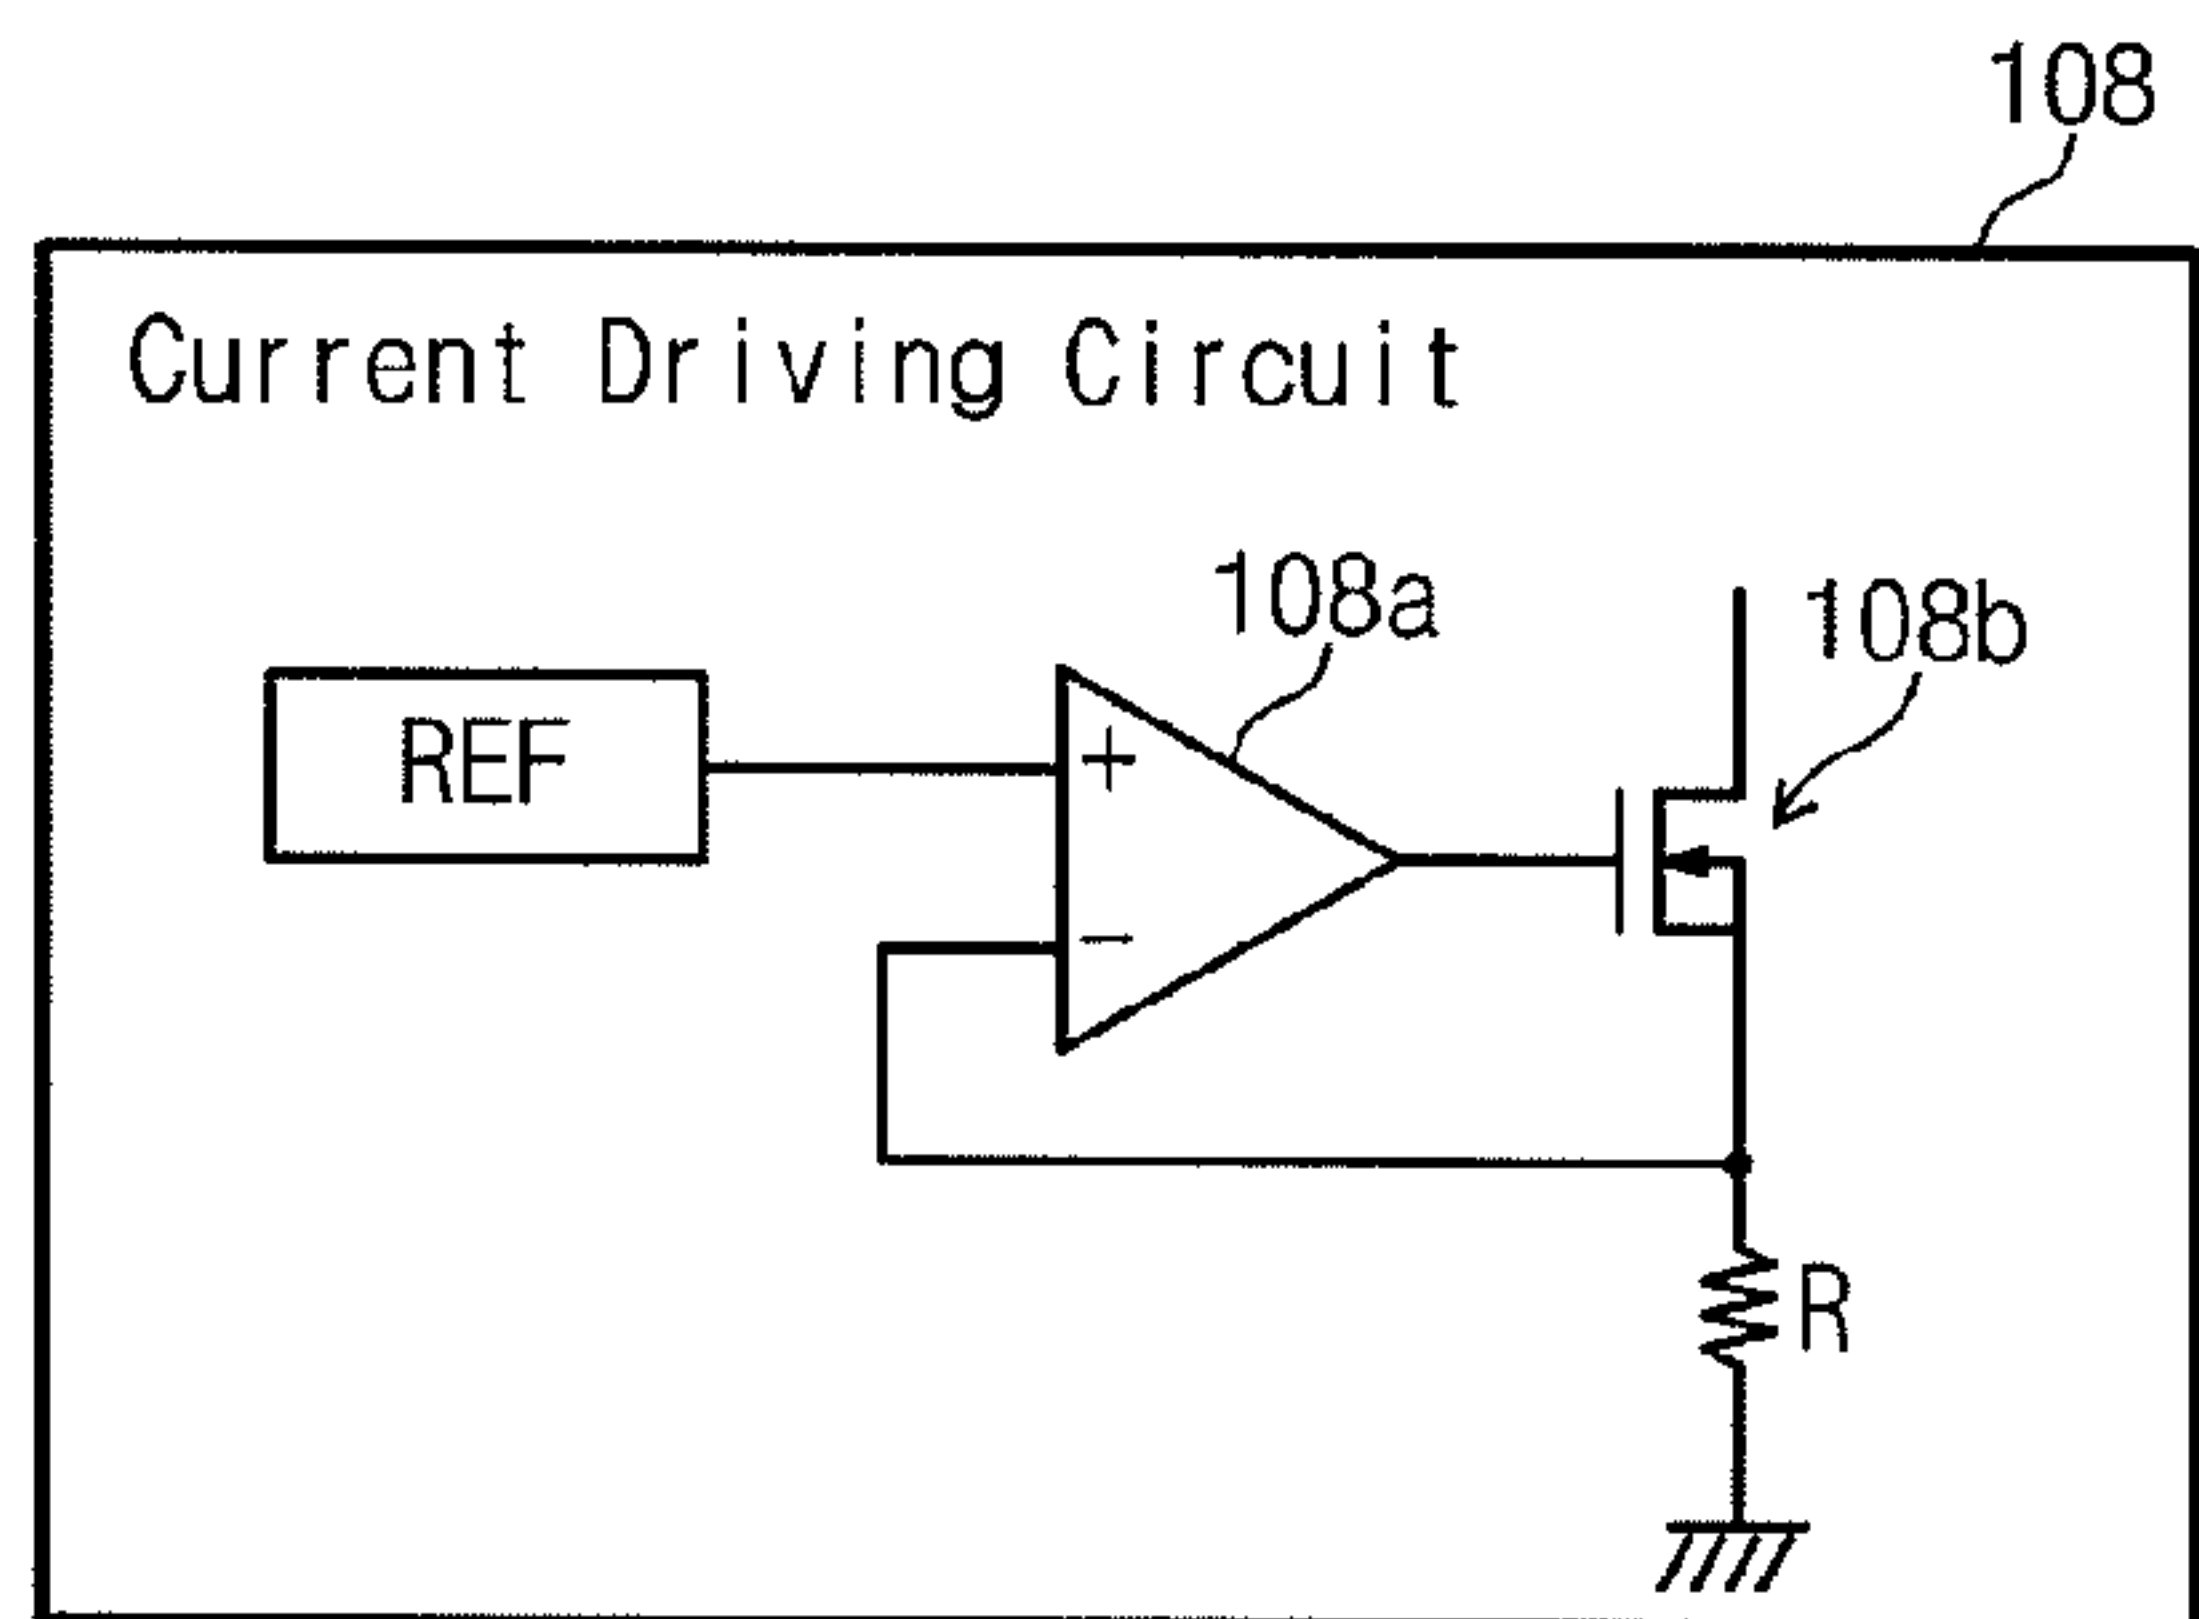 108
Current Driving Circuit
108a
108b
REF
+
−
R